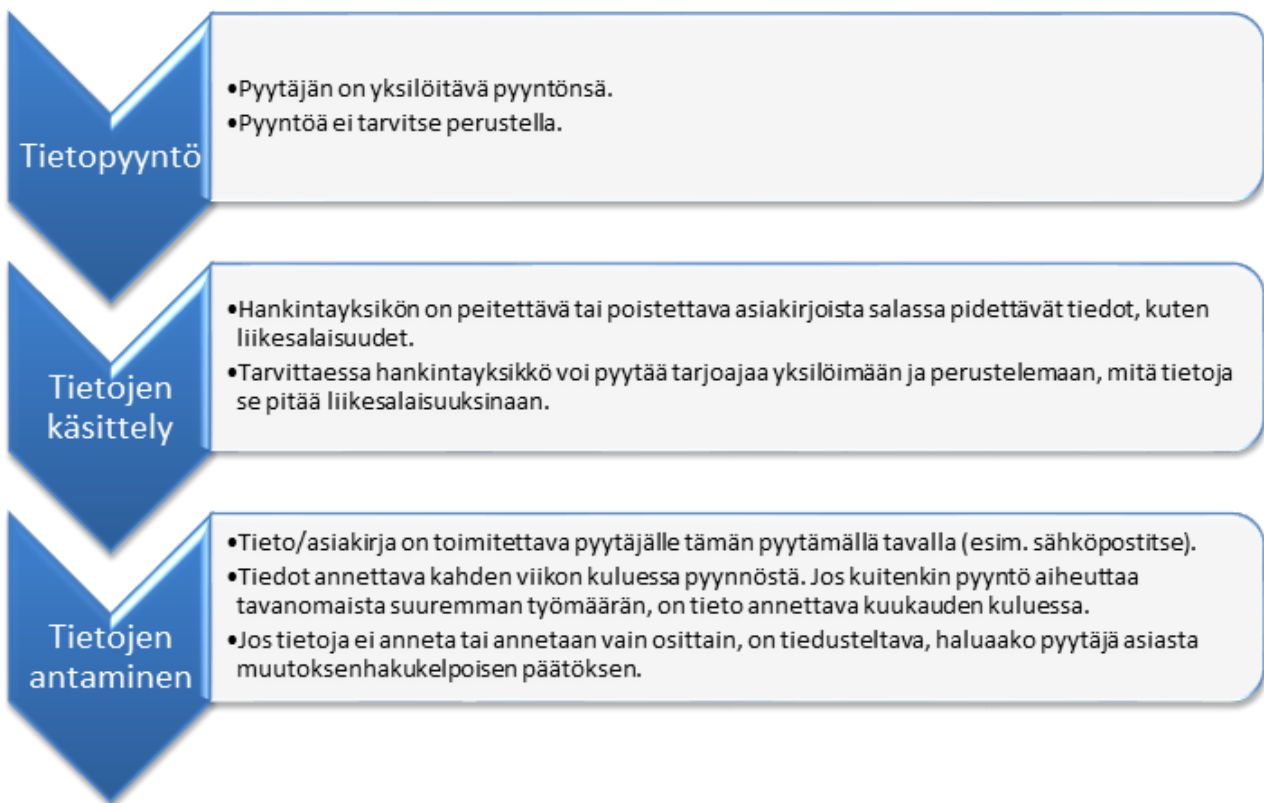 Tietopyyntö
•Pyytäjän on yksilöitävä pyyntönsä.
•Pyyntöä ei tarvitse perustella.
Tietojen
käsittely
•Hankintayksikön on peitettävä tai poistettava asiakirjoista salassa pidettävät tiedot, kuten
liikesalaisuudet.
•Tarvittaessa hankintayksikkö voi pyytää tarjoajaa yksilöimään ja perustelemaan, mitä tietoja
se pitää liikesalaisuuksinaan.
Tietojen
antaminen
•Tieto/asiakirja on toimitettava pyytäjälle tämän pyytämällä tavalla (esim. sähköpostitse).
•Tiedot annettava kahden viikon kuluessa pyynnöstä. Jos kuitenkin pyyntö aiheuttaa
tavanomaista suuremman työmäärän, on tieto annettava kuukauden kuluessa.
•Jos tietoja ei anneta tai annetaan vain osittain, on tiedusteltava, haluaako pyytäjä asiasta
muutoksenhakukelpoisen päätöksen.